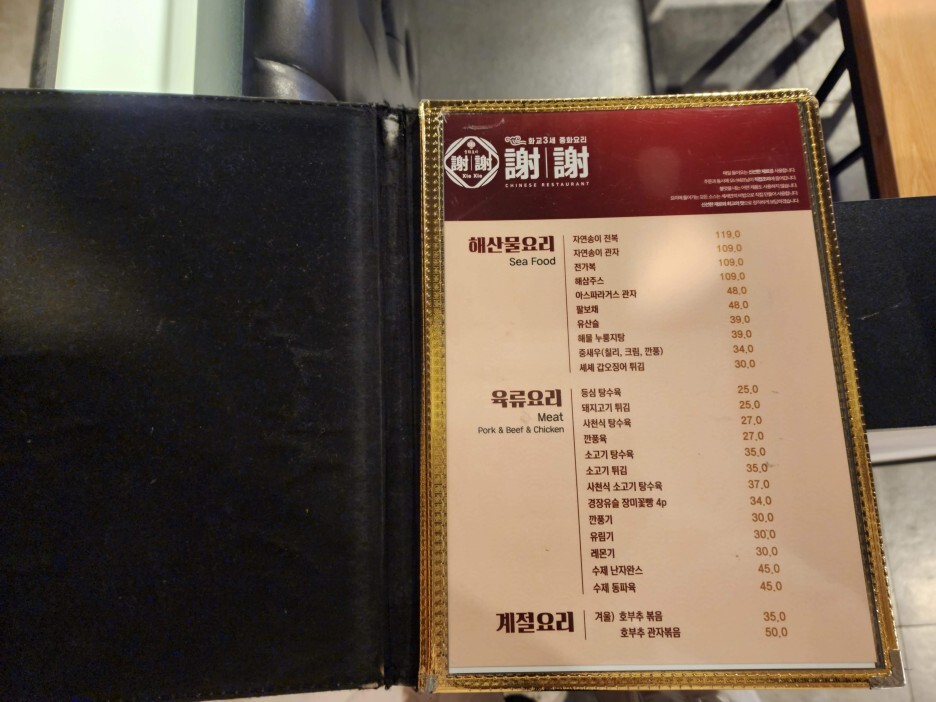 중화요리
謝|謝
Xie Xie
화교3세 중화요리
謝|謝
CHINESE RESTAURANT
해산물요리
Sea Food
자연송이 전복 119.0
자연송이 관자 109.0
전가복 109.0
해삼주스 109.0
아스파라거스 관자 48.0
팔보채 48.0
유산슬 39.0
해물 누룽지탕 39.0
중새우(칠리, 크림, 깐풍) 34.0
쎄쎄 갑오징어 튀김 30.0
육류요리
Meat
Pork & Beef & Chicken
등심 탕수육 25.0
돼지고기 튀김 25.0
사천식 탕수육 27.0
깐풍육 27.0
소고기 탕수육 35.0
소고기 튀김 35.0
사천식 소고기 탕수육 37.0
경장유슬 장미꽃빵 4p 34.0
깐풍기 30.0
유림기 30.0
레몬기 30.0
수제 난자완스 45.0
수제 동파육 45.0
계절요리
겨울) 호부추 볶음 35.0
호부추 관자볶음 50.0